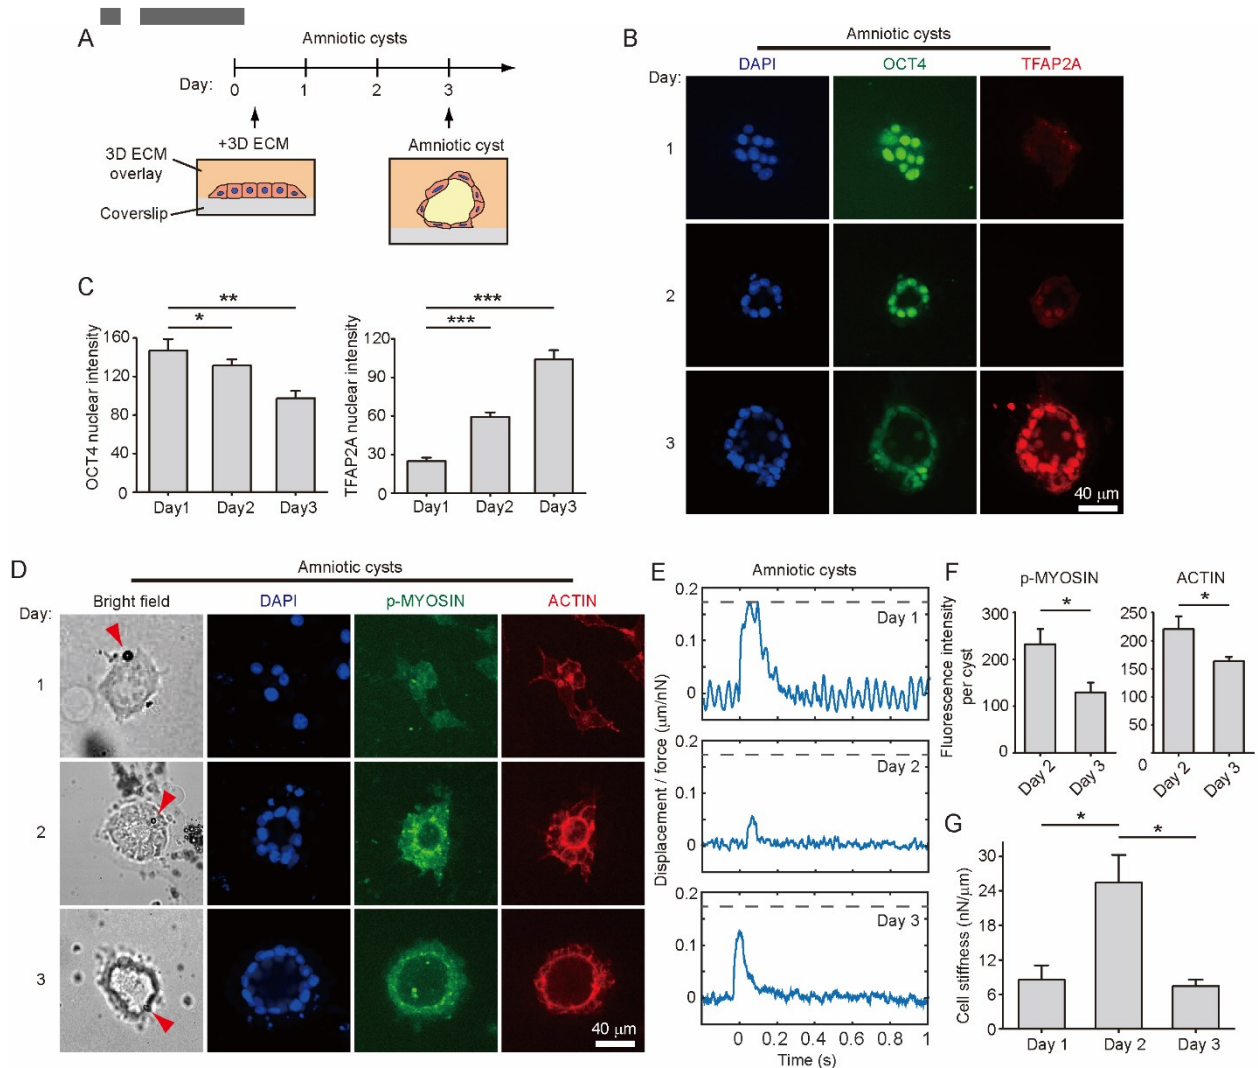 A
Amniotic cysts
Day:
0
1
2
3
+3D ECM
Amniotic cyst
3D ECM
overlay
Coverslip
B
Amniotic cysts
Day:
DAPI
OCT4
TFAP2A
1
2
3
40 μm
C
**
*
OCT4 nuclear intensity
160
120
80
40
0
Day1
Day2
Day3
***
***
TFAP2A nuclear intensity
120
90
60
30
0
Day1
Day2
Day3
D
Amniotic cysts
Day:
Bright field
DAPI
p-MYOSIN
ACTIN
1
2
3
40 μm
E
Amniotic cysts
Displacement / force (μm/mN)
0.2
0.1
0
Day 1
0.2
0.1
0
Day 2
0.2
0.1
0
Day 3
0
0.2
0.4
0.6
0.8
1
Time (s)
F
p-MYOSIN
ACTIN
Fluorescence intensity
per cyst
*
300
200
100
0
Day 2
Day 3
*
250
200
150
100
50
0
0
Day 2
Day 3
G
*
*
Cell stiffness (nN/μm)
30
24
18
12
6
0
Day 1
Day 2
Day 3